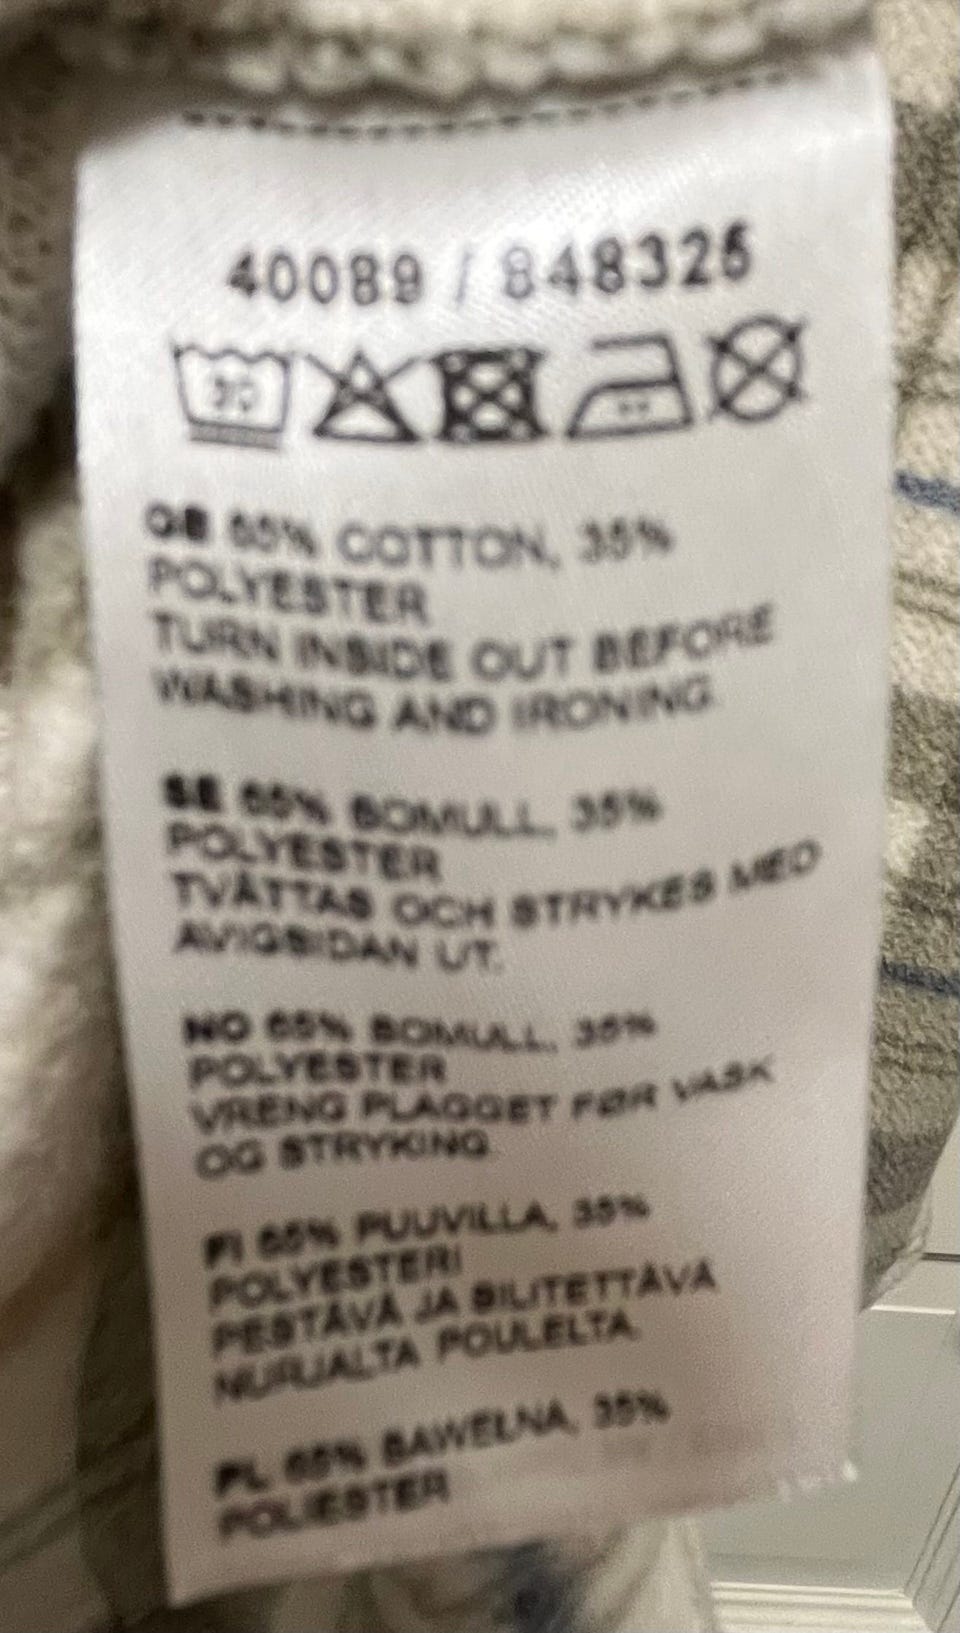 40089 / 848325
30
GB 65% COTTON, 35%
POLYESTER
TURN INSIDE OUT BEFORE
WASHING AND IRONING.
SE 65% BOMULL, 35%
POLYESTER
TVÄTTAS OCH STRYKES MED
AVIGSIDAN UT.
NO 65% BOMULL, 35%
POLYESTER
VRENG PLAGGET FØR VASK
OG STRYKING.
FI 65% PUUVILLA, 35%
POLYESTERI
PESTÄVÄ JA SILITETTÄVÄ
NURJALTA POULELTA.
PL 65% BAWEŁNA, 35%
POLIESTER